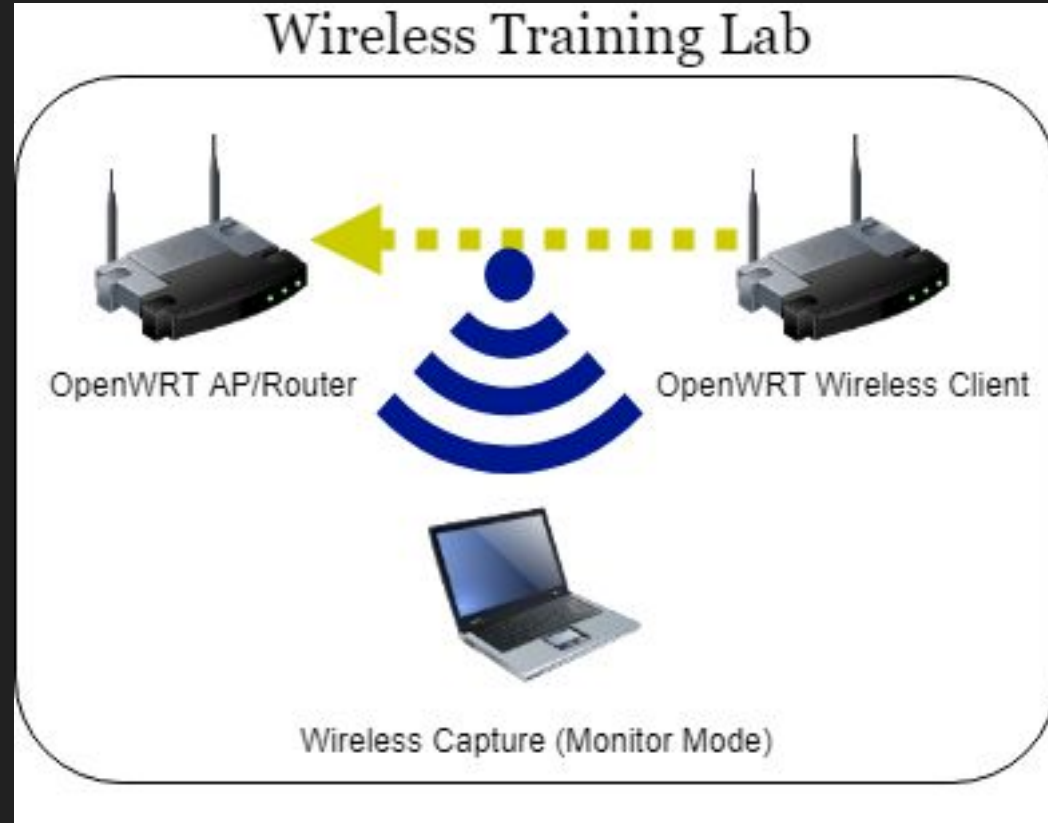 Wireless Training Lab
OpenWRT AP/Router
OpenWRT Wireless Client
Wireless Capture (Monitor Mode)